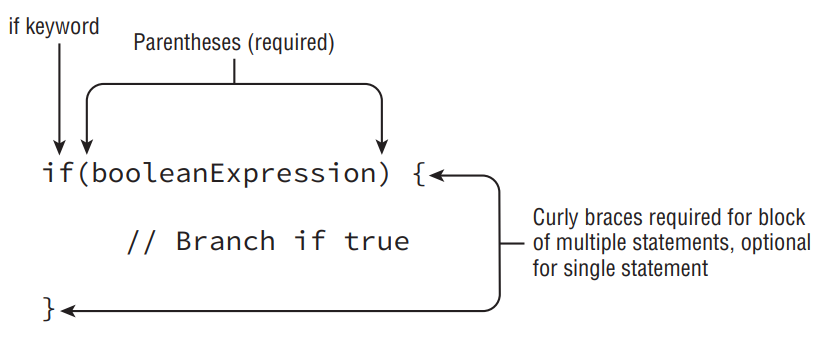 if keyword
Parentheses (required)
if(booleanExpression) {
// Branch if true
}
Curly braces required for block
of multiple statements, optional
for single statement